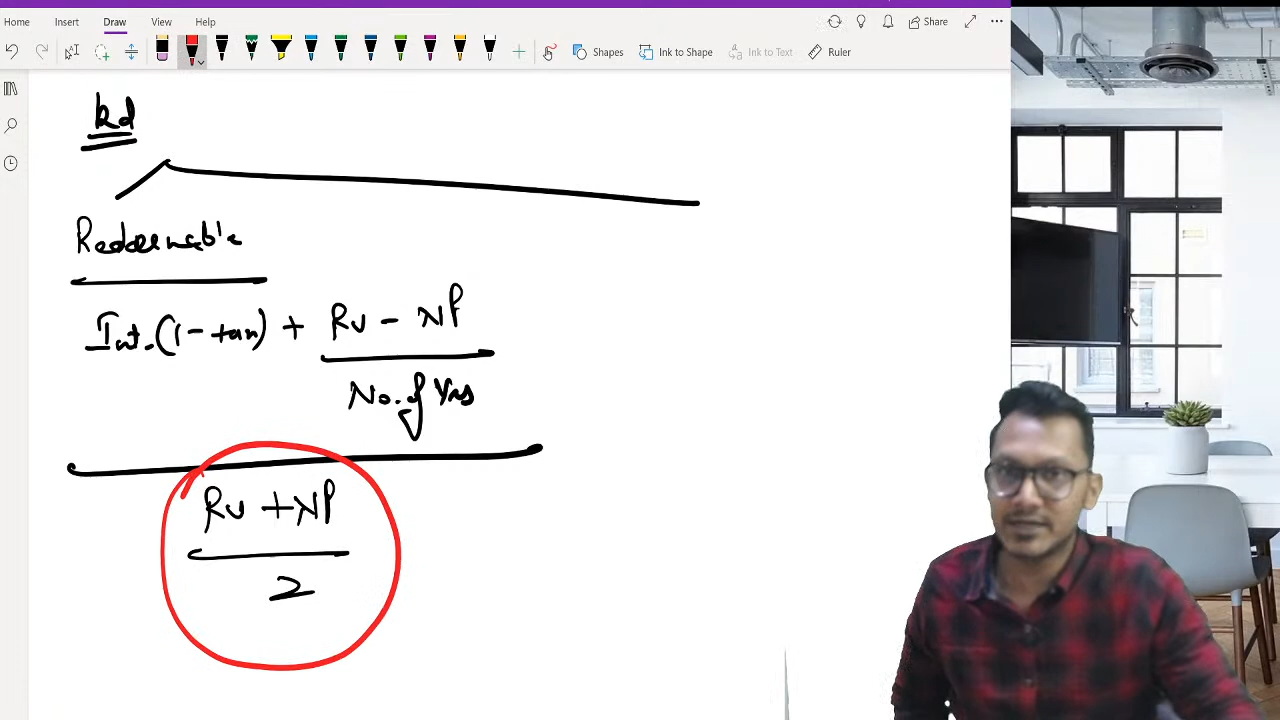 Home Insert Draw View Help
Share
Shapes Ink to Shape Ink to Text Ruler
kd
Redeemable
Int.(1-tax) + RV - NP
No. of Yrs
RV + NP
2